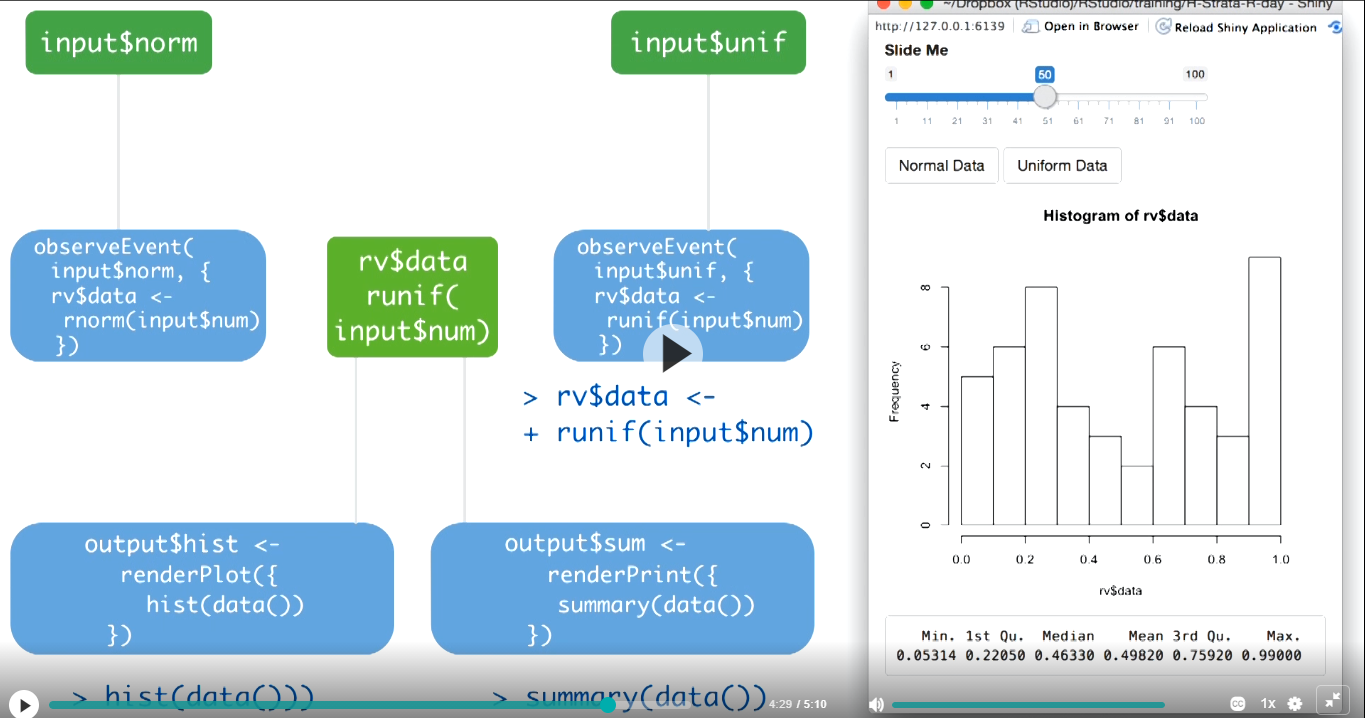 input$norm
input$unif
observeEvent(
input$norm, {
rv$data <-
rnorm(input$num)
})
rv$data
runif(
input$num)
observeEvent(
input$unif, {
rv$data <-
runif(input$num)
})
> rv$data <-
+ runif(input$num)
output$hist <-
renderPlot({
hist(data())
})
output$sum <-
renderPrint({
summary(data())
})
> hist(data()))
> summary(data())
4:29 / 5:10
~/Dropbox (RStudio)/RStudio/training/R-Strata-R-day - Shiny
http://127.0.0.1:6139 Open in Browser Reload Shiny Application
Slide Me
1 50 100
1 11 21 31 41 51 61 71 81 91 100
Normal Data Uniform Data
Histogram of rv$data
Frequency
8
6
4
2
0
0.0 0.2 0.4 0.6 0.8 1.0
rv$data
Min. 1st Qu. Median Mean 3rd Qu. Max.
0.05314 0.22050 0.46330 0.49820 0.75920 0.99000
CC 1x